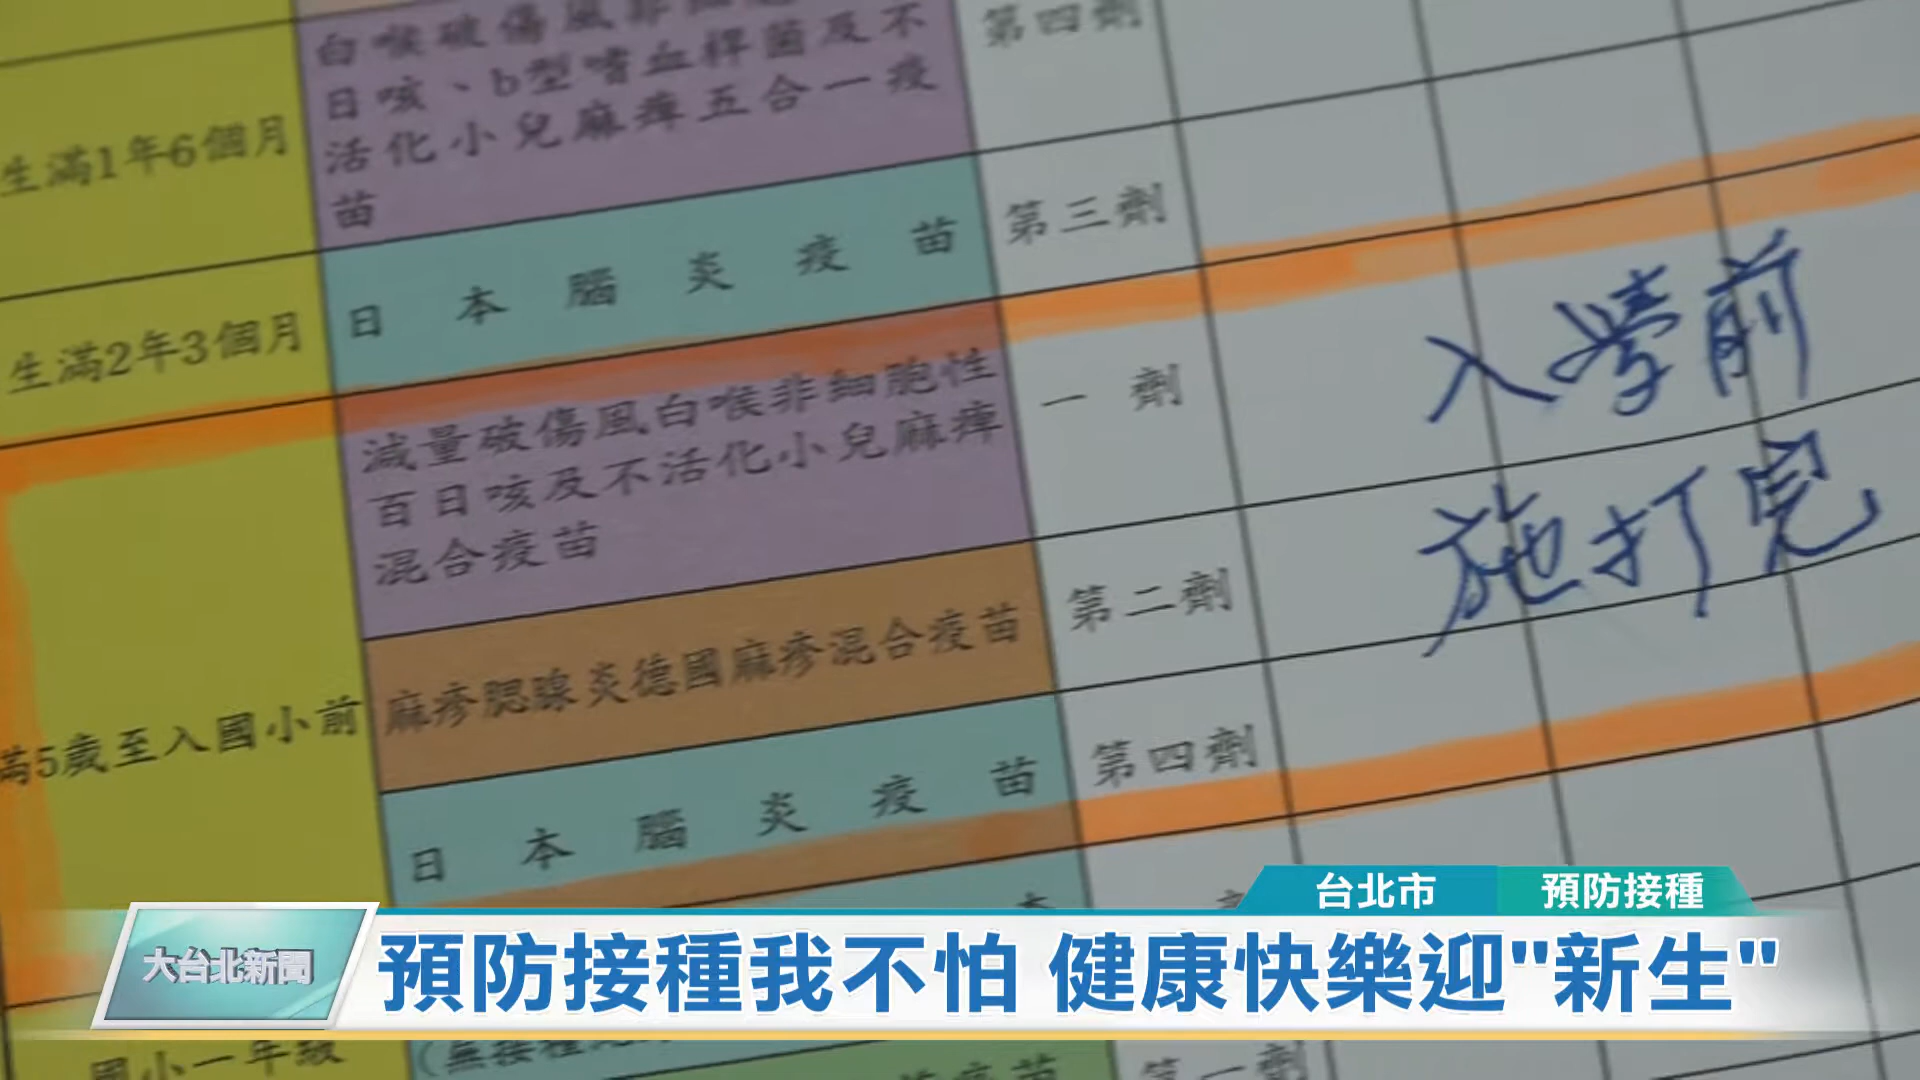 第四劑
白喉破傷風非細胞
生滿1年6個月
日咳、b型嗜血桿菌及不
活化小兒麻痺五合一疫
苗
生滿2年3個月
日本腦炎疫苗
第三劑
減量破傷風白喉非細胞性
百日咳及不活化小兒麻痺
混合疫苗
一劑
入學前
施打完
滿5歲至入國小前
麻疹腮腺炎德國麻疹混合疫苗
第二劑
日本腦炎疫苗
第四劑
台北市
預防接種
大台北新聞
預防接種我不怕 健康快樂迎"新生"
國小一年級
(無接種
疫苗
第一劑